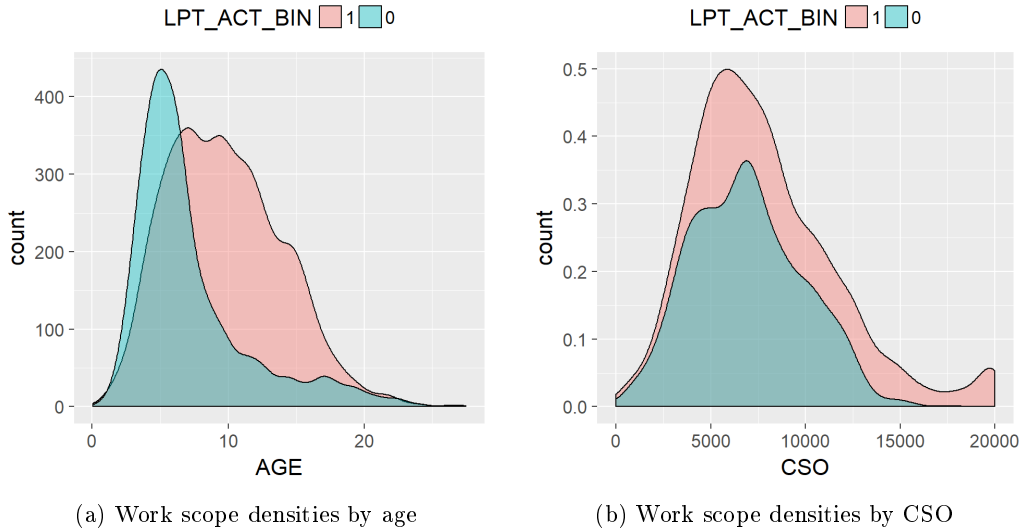 LPT_ACT_BIN 1 0
400
300
200
100
0
count
0 10 20
AGE
(a) Work scope densities by age
LPT_ACT_BIN 1 0
0.5
0.4
0.3
0.2
0.1
0.0
count
0 5000 10000 15000 20000
CSO
(b) Work scope densities by CSO